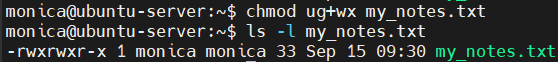 monica@ubuntu-server:~$ chmod ug+wx my_notes.txt
monica@ubuntu-server:~$ ls -l my_notes.txt
-rwxrwxr-x 1 monica monica 33 Sep 15 09:30 my_notes.txt